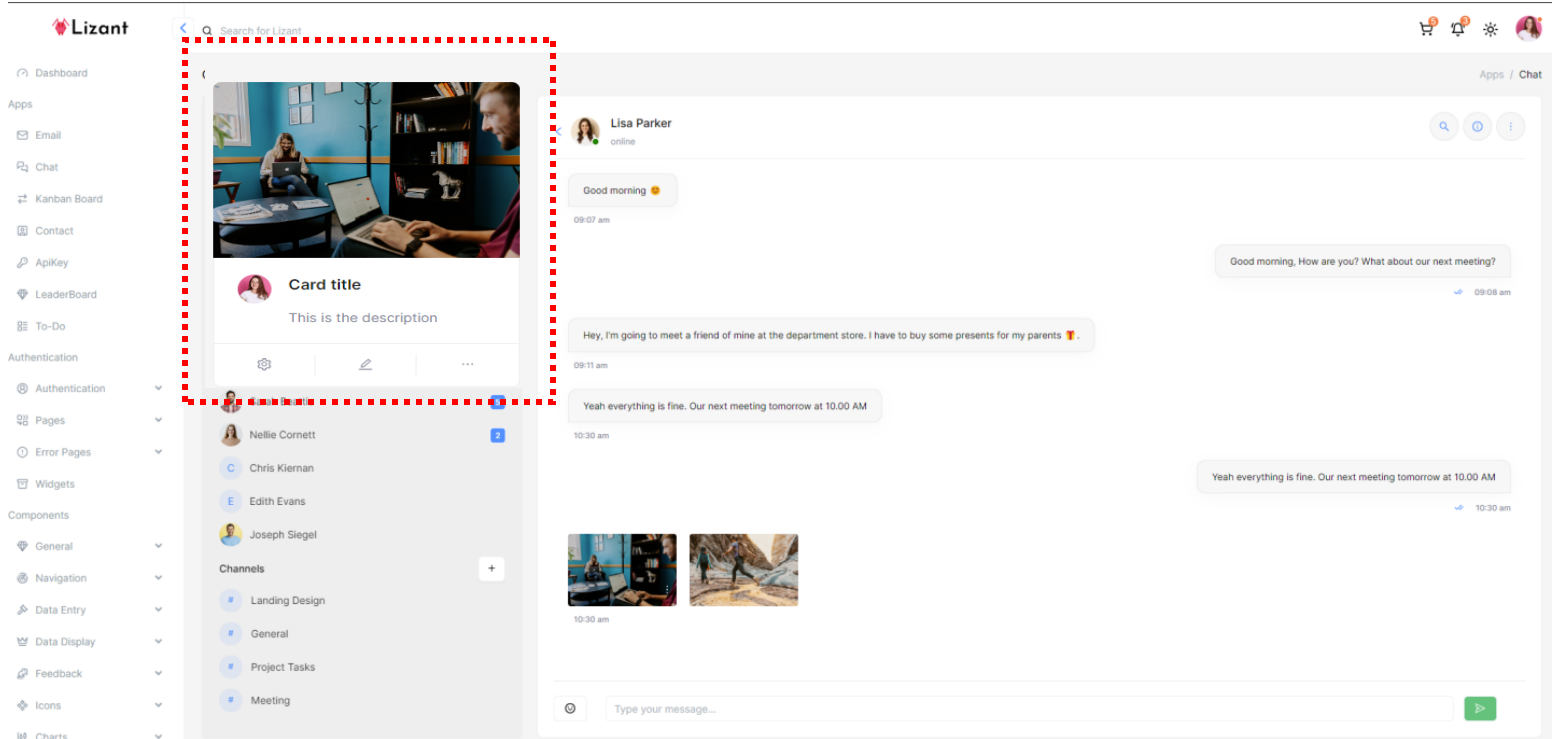 Lizant
Search for Lizant
5
3
Dashboard
Apps / Chat
Apps
Email
Chat
Kanban Board
Contact
ApiKey
LeaderBoard
To-Do
Authentication
Authentication
Pages
Error Pages
Widgets
Components
General
Navigation
Data Entry
Data Display
Feedback
Icons
Charts
Card title
This is the description
Nellie Cornett
2
C
Chris Kiernan
E
Edith Evans
Joseph Siegel
Channels
+
# Landing Design
# General
# Project Tasks
# Meeting
Lisa Parker
online
Good morning 😊
09:07 am
Good morning, How are you? What about our next meeting?
09:08 am
Hey, I'm going to meet a friend of mine at the department store. I have to buy some presents for my parents 🎁.
09:11 am
Yeah everything is fine. Our next meeting tomorrow at 10.00 AM
10:30 am
Yeah everything is fine. Our next meeting tomorrow at 10.00 AM
10:30 am
10:30 am
Type your message...